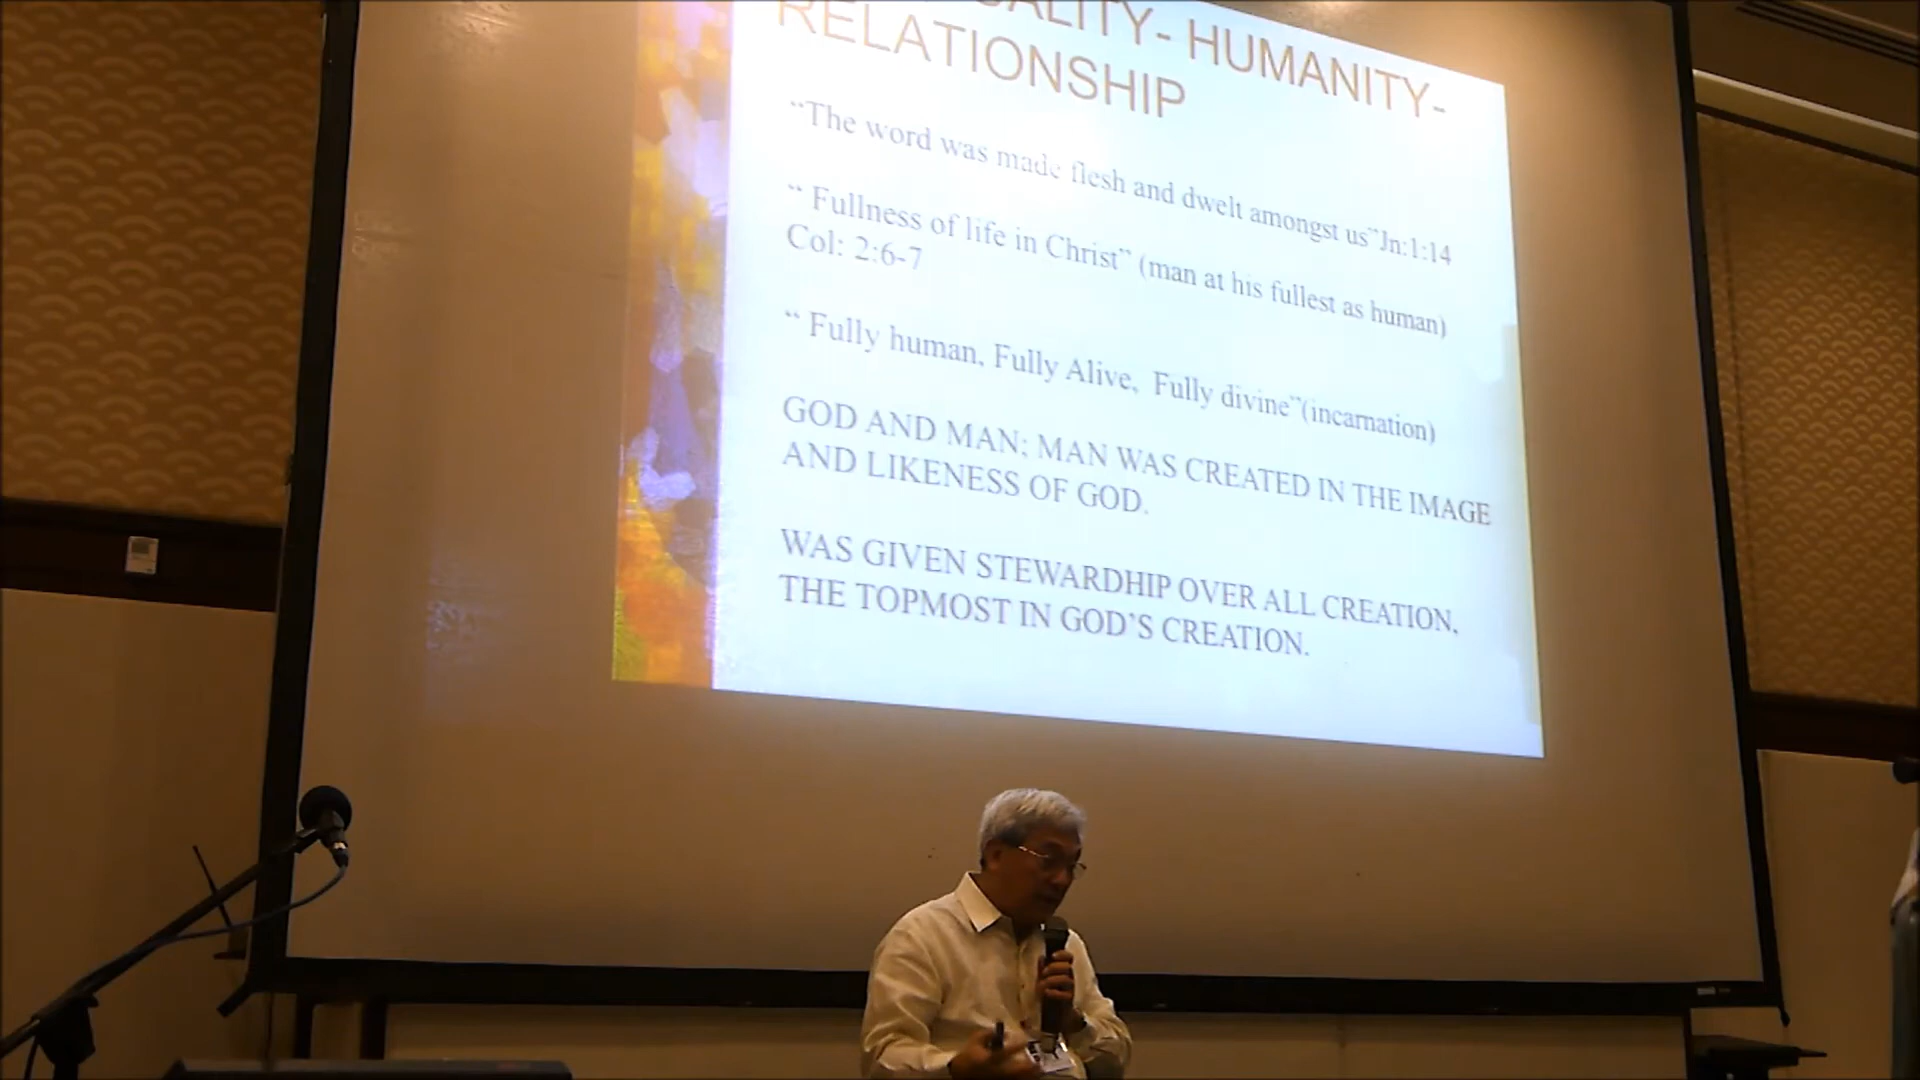 HUMANITY-
RELATIONSHIP
“The word was made flesh and dwelt amongst us”Jn:1:14
“ Fullness of life in Christ” (man at his fullest as human)
Col: 2:6-7
“ Fully human, Fully Alive, Fully divine”(incarnation)
GOD AND MAN; MAN WAS CREATED IN THE IMAGE
AND LIKENESS OF GOD.
WAS GIVEN STEWARDHIP OVER ALL CREATION,
THE TOPMOST IN GOD’S CREATION.